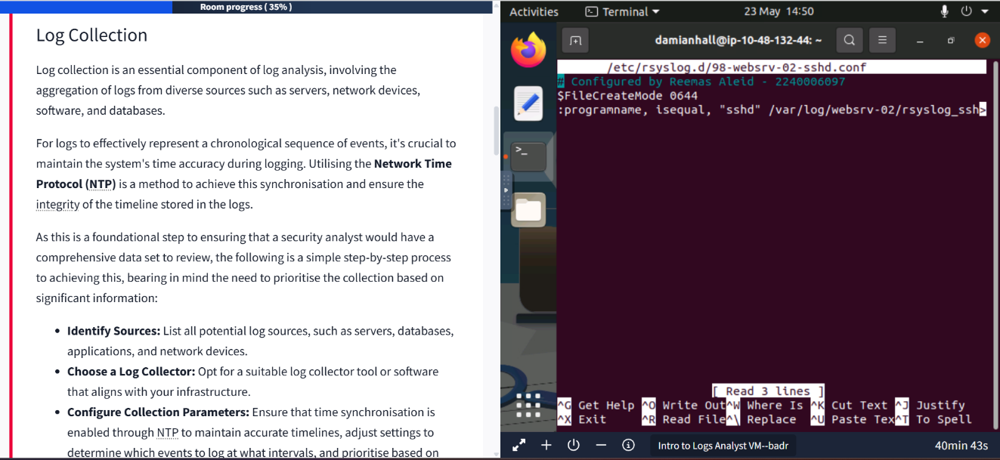 Room progress ( 35% )
Log Collection
Log collection is an essential component of log analysis, involving the
aggregation of logs from diverse sources such as servers, network devices,
software, and databases.
For logs to effectively represent a chronological sequence of events, it's crucial to
maintain the system's time accuracy during logging. Utilising the Network Time
Protocol (NTP) is a method to achieve this synchronisation and ensure the
integrity of the timeline stored in the logs.
As this is a foundational step to ensuring that a security analyst would have a
comprehensive data set to review, the following is a simple step-by-step process
to achieving this, bearing in mind the need to prioritise the collection based on
significant information:
• Identify Sources: List all potential log sources, such as servers, databases,
applications, and network devices.
• Choose a Log Collector: Opt for a suitable log collector tool or software
that aligns with your infrastructure.
• Configure Collection Parameters: Ensure that time synchronisation is
enabled through NTP to maintain accurate timelines, adjust settings to
determine which events to log at what intervals, and prioritise based on
Activities Terminal 23 May 14:50
damianhall@ip-10-48-132-44: ~
/etc/rsyslog.d/98-websrv-02-sshd.conf
# Configured by Reemas Aleid - 2240006097
$FileCreateMode 0644
:programname, isequal, "sshd" /var/log/websrv-02/rsyslog_ssh>
[ Read 3 lines ]
^G Get Help ^O Write Out ^W Where Is ^K Cut Text ^J Justify
^X Exit ^R Read File ^\ Replace ^U Paste Tex ^T To Spell
Intro to Logs Analyst VM--badr 40min 43s